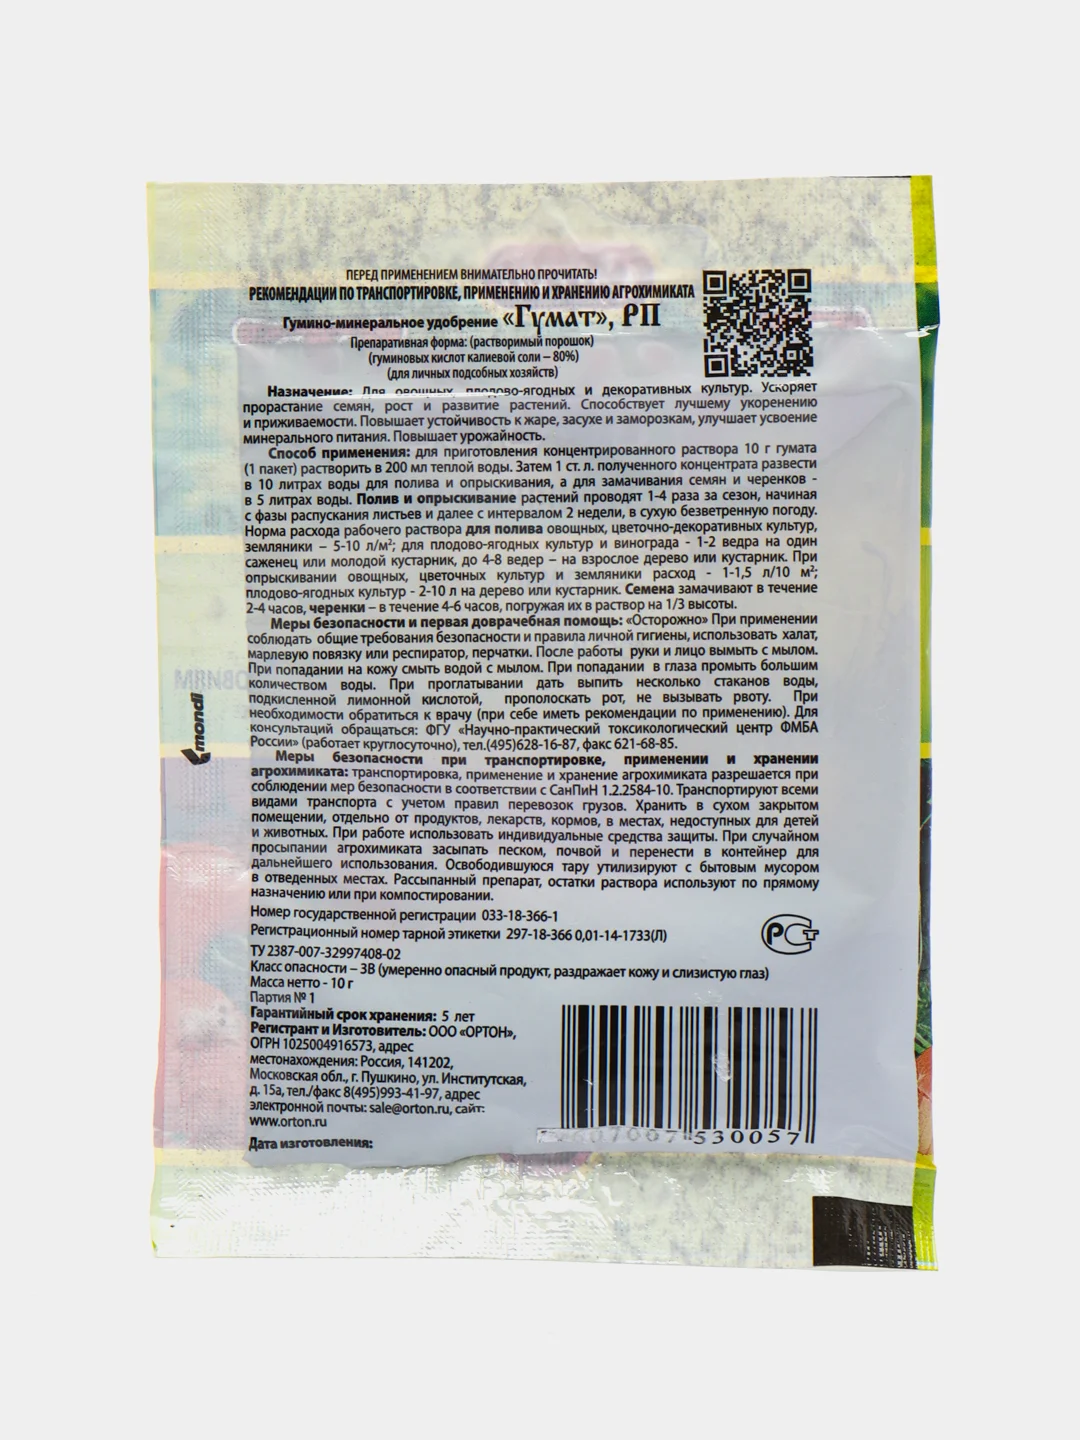 ПЕРЕД ПРИМЕНЕНИЕМ ВНИМАТЕЛЬНО ПРОЧИТАТЬ!
РЕКОМЕНДАЦИИ ПО ТРАНСПОРТИРОВКЕ, ПРИМЕНЕНИЮ И ХРАНЕНИЮ АГРОХИМИКАТА
Гумино-минеральное удобрение «Гумат», РП
Препаративная форма: (растворимый порошок)
(гуминовых кислот калиевой соли – 80%)
(для личных подсобных хозяйств)
Назначение: Для овощных, плодово-ягодных и декоративных культур. Ускоряет
прорастание семян, рост и развитие растений. Способствует лучшему укоренению
и приживаемости. Повышает устойчивость к жаре, засухе и заморозкам, улучшает усвоение
минерального питания. Повышает урожайность.
Способ применения: для приготовления концентрированного раствора 10 г гумата
(1 пакет) растворить в 200 мл теплой воды. Затем 1 ст. л. полученного концентрата развести
в 10 литрах воды для полива и опрыскивания, а для замачивания семян и черенков -
в 5 литрах воды. Полив и опрыскивание растений проводят 1-4 раза за сезон, начиная
с фазы распускания листьев и далее с интервалом 2 недели, в сухую безветренную погоду.
Норма расхода рабочего раствора для полива овощных, цветочно-декоративных культур,
земляники – 5-10 л/м²; для плодово-ягодных культур и винограда - 1-2 ведра на один
саженец или молодой кустарник, до 4-8 ведер – на взрослое дерево или кустарник. При
опрыскивании овощных, цветочных культур и земляники расход - 1-1,5 л/10 м²;
плодово-ягодных культур - 2-10 л на дерево или кустарник. Семена замачивают в течение
2-4 часов, черенки – в течение 4-6 часов, погружая их в раствор на 1/3 высоты.
Меры безопасности и первая доврачебная помощь: «Осторожно» При применении
соблюдать общие требования безопасности и правила личной гигиены, использовать халат,
марлевую повязку или респиратор, перчатки. После работы руки и лицо вымыть с мылом.
При попадании на кожу смыть водой с мылом. При попадании в глаза промыть большим
количеством воды. При проглатывании дать выпить несколько стаканов воды,
подкисленной лимонной кислотой, прополоскать рот, не вызывать рвоту. При
необходимости обратиться к врачу (при себе иметь рекомендации по применению). Для
консультаций обращаться: ФГУ «Научно-практический токсикологический центр ФМБА
России» (работает круглосуточно), тел.(495)628-16-87, факс 621-68-85.
Меры безопасности при транспортировке, применении и хранении
агрохимиката: транспортировка, применение и хранение агрохимиката разрешается при
соблюдении мер безопасности в соответствии с СанПиН 1.2.2584-10. Транспортируют всеми
видами транспорта с учетом правил перевозок грузов. Хранить в сухом закрытом
помещении, отдельно от продуктов, лекарств, кормов, в местах, недоступных для детей
и животных. При работе использовать индивидуальные средства защиты. При случайном
просыпании агрохимиката засыпать песком, почвой и перенести в контейнер для
дальнейшего использования. Освободившуюся тару утилизируют с бытовым мусором
в отведенных местах. Рассыпанный препарат, остатки раствора используют по прямому
назначению или при компостировании.
Номер государственной регистрации 033-18-366-1
Регистрационный номер тарной этикетки 297-18-366 0,01-14-1733(Л)
ТУ 2387-007-32997408-02
Класс опасности – 3В (умеренно опасный продукт, раздражает кожу и слизистую глаз)
Масса нетто - 10 г
Партия № 1
Гарантийный срок хранения: 5 лет
Регистрант и Изготовитель: ООО «ОРТОН»,
ОГРН 1025004916573, адрес
местонахождения: Россия, 141202,
Московская обл., г. Пушкино, ул. Институтская,
д. 15а, тел./факс 8(495)993-41-97, адрес
электронной почты: sale@orton.ru, сайт:
www.orton.ru
Дата изготовления:
607007 530057
РСТ
mondi